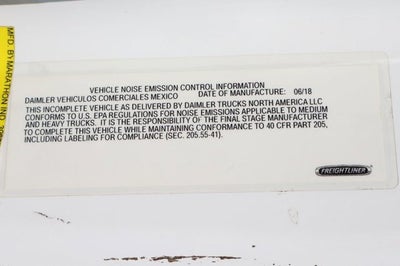 MFD. BY MARATHON IND.
VEHICLE NOISE EMISSION CONTROL INFORMATION
DAIMLER VEHICULOS COMERCIALES MEXICO DATE OF MANUFACTURE: 06/18
THIS INCOMPLETE VEHICLE AS DELIVERED BY DAIMLER TRUCKS NORTH AMERICA LLC
CONFORMS TO U.S. EPA REGULATIONS FOR NOISE EMISSIONS APPLICABLE TO MEDIUM
AND HEAVY TRUCKS. IT IS THE RESPONSIBILITY OF THE FINAL STAGE MANUFACTURER
TO COMPLETE THIS VEHICLE WHILE MAINTAINING CONFORMANCE TO 40 CFR PART 205,
INCLUDING LABELING FOR COMPLIANCE (SEC. 205.55-41).
FREIGHTLINER